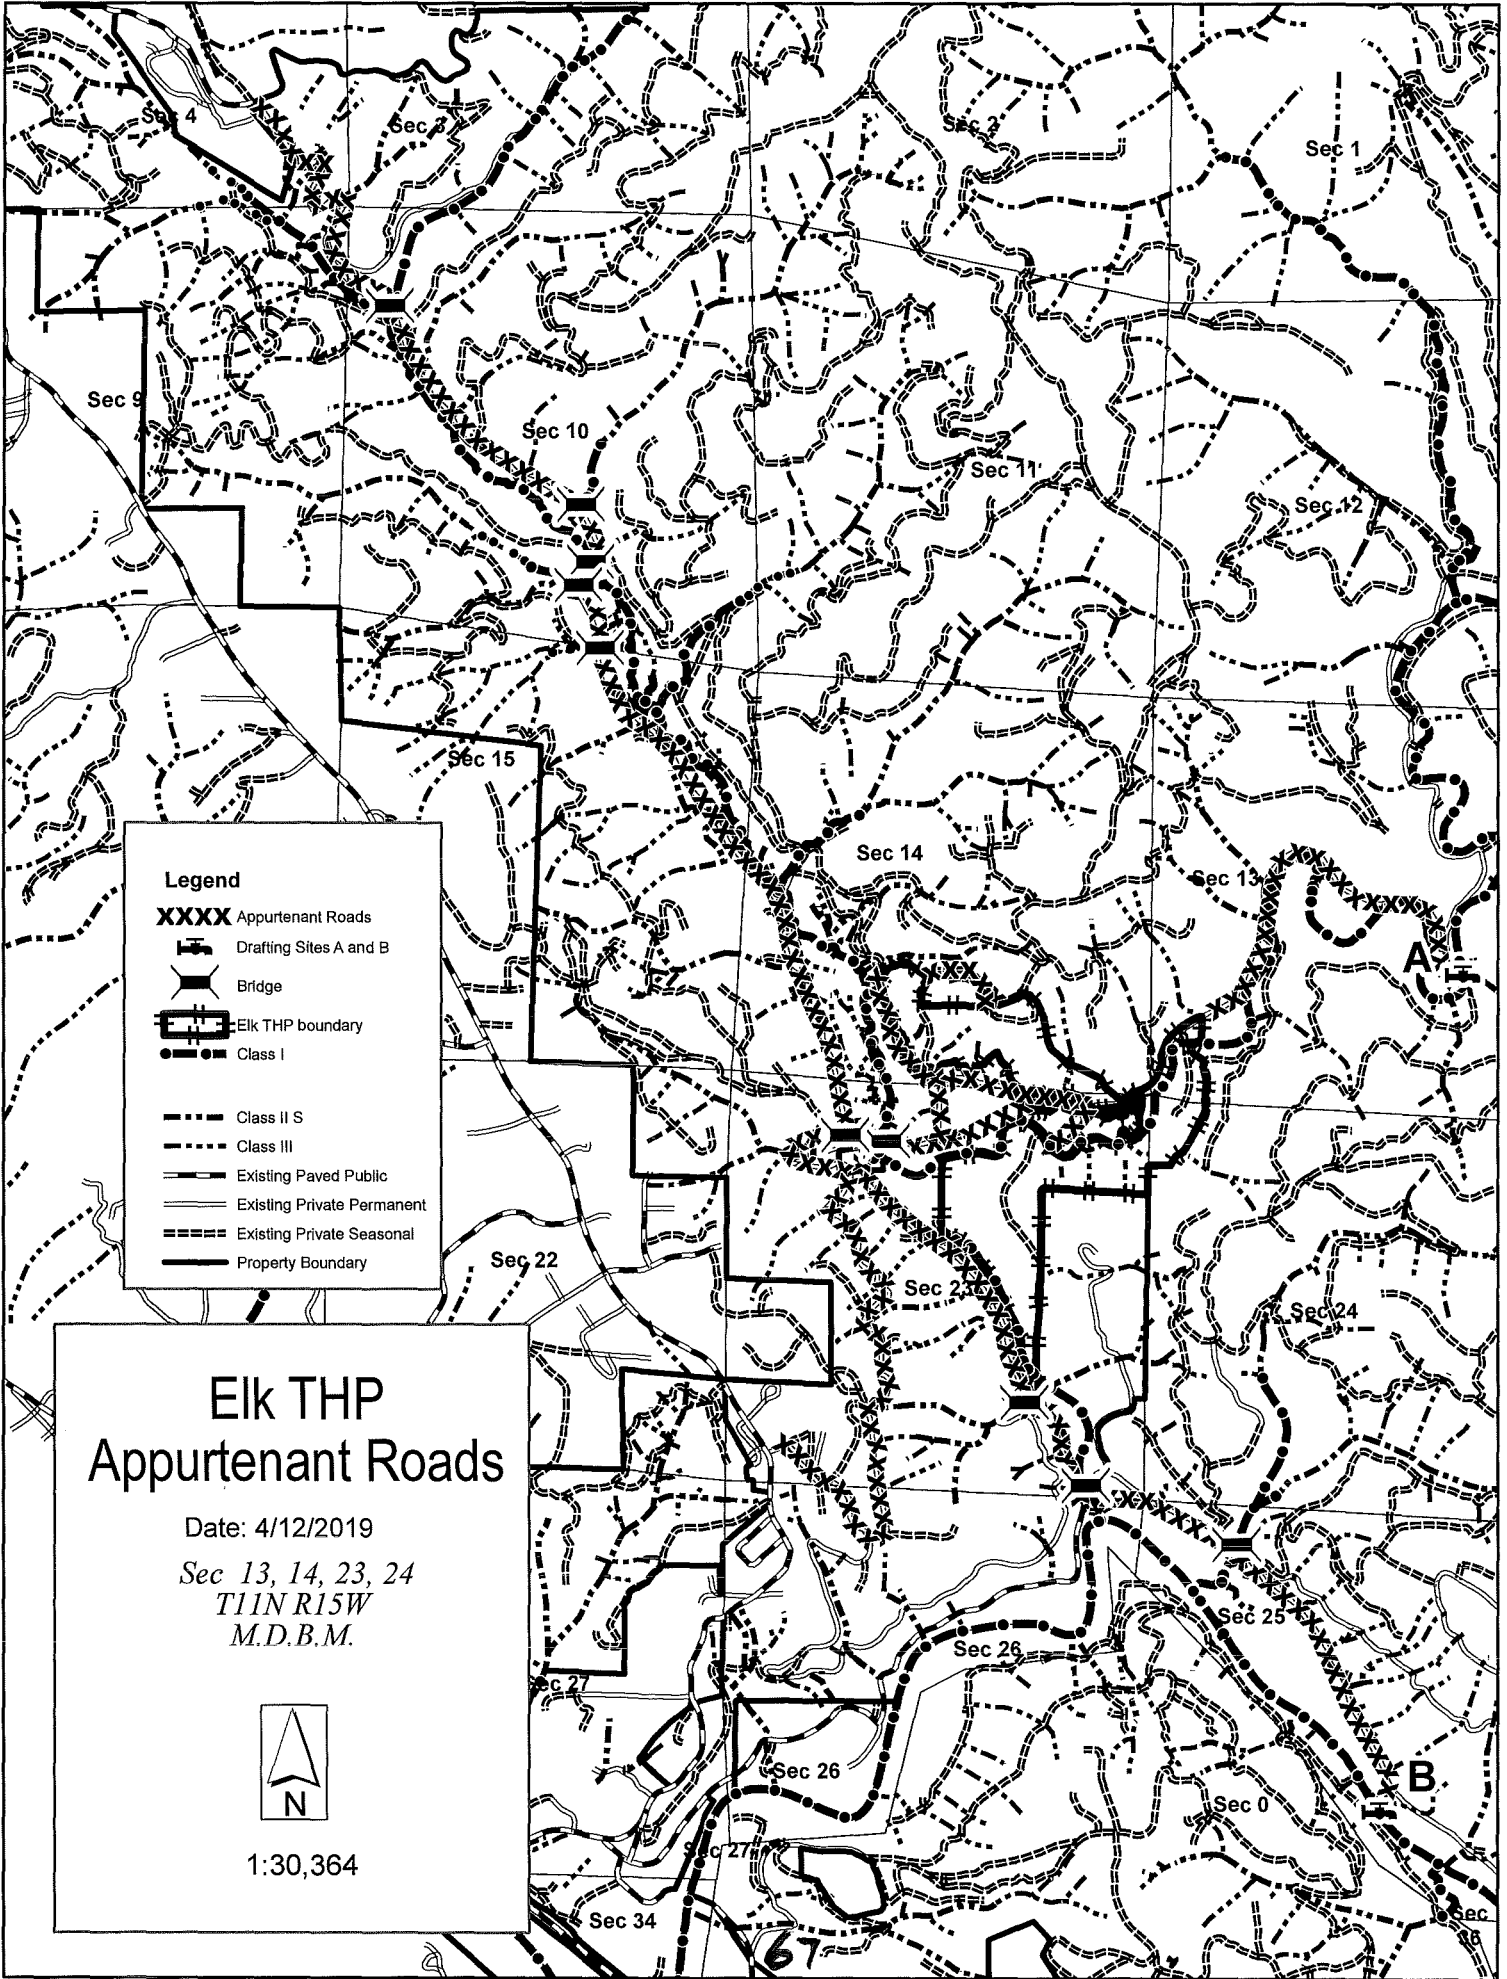 Sec 4
Sec 3
Sec 2
Sec 1
Sec 9
Sec 10
Sec 11
Sec 12
Sec 15
Sec 14
Sec 13
A
Legend
XXXX Appurtenant Roads
Drafting Sites A and B
Bridge
Elk THP boundary
Class I
Class II S
Class III
Existing Paved Public
Existing Private Permanent
Existing Private Seasonal
Property Boundary
Sec 22
Sec 23
Sec 24
Elk THP
Appurtenant Roads
Date: 4/12/2019
Sec 13, 14, 23, 24
T11N R15W
M.D.B.M.
N
1:30,364
Sec 25
Sec 26
Sec 27
Sec 26
B
Sec 0
Sec 27
Sec 34
Sec
36
67